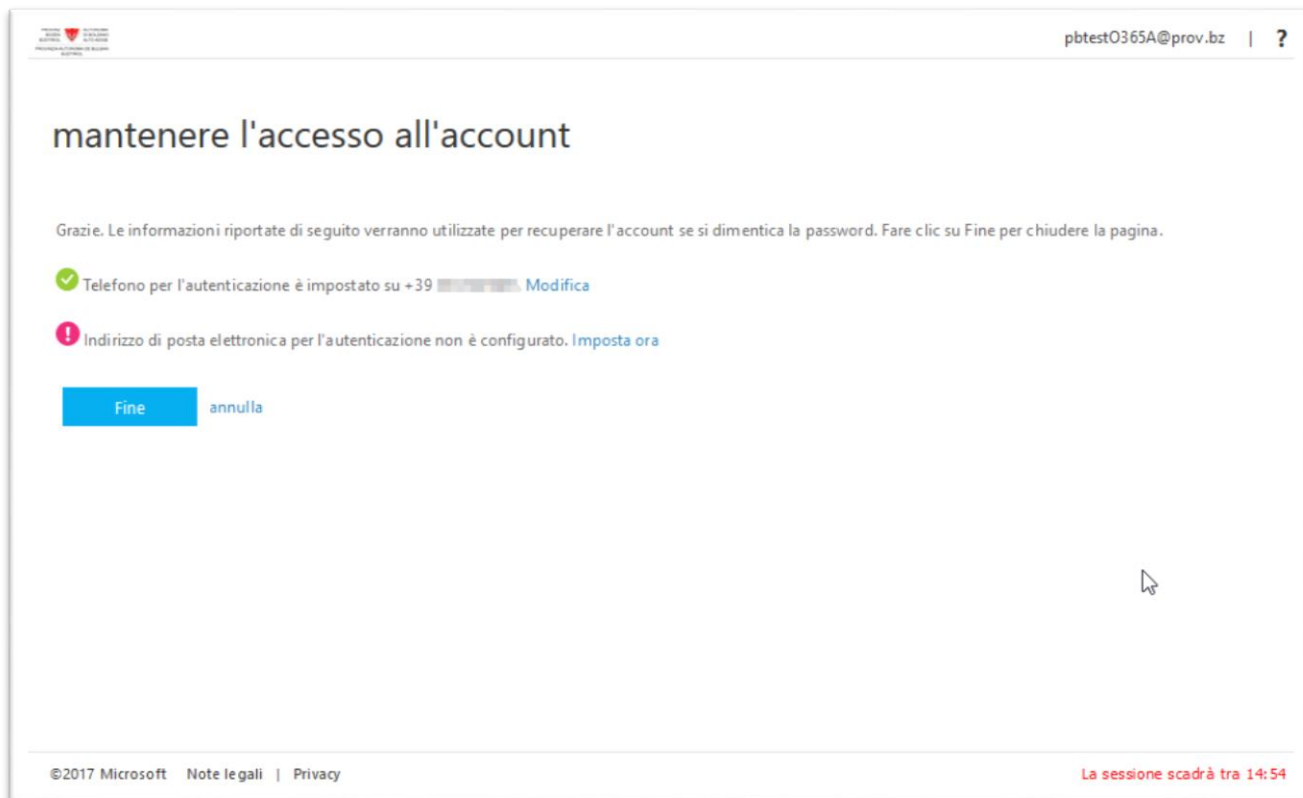 pbtestO365A@prov.bz | ?
mantenere l'accesso all'account
Grazie. Le informazioni riportate di seguito verranno utilizzate per recuperare l'account se si dimentica la password. Fare clic su Fine per chiudere la pagina.
Telefono per l'autenticazione è impostato su +39 . Modifica
Indirizzo di posta elettronica per l'autenticazione non è configurato. Imposta ora
Fine annulla
©2017 Microsoft Note legali | Privacy La sessione scadrà tra 14:54